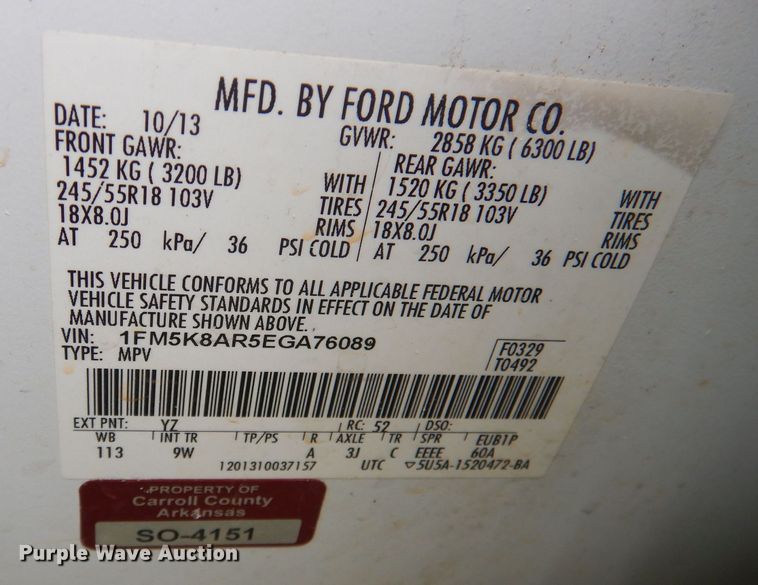 MFD. BY FORD MOTOR CO.
DATE: 10/13 GVWR: 2858 KG ( 6300 LB)
FRONT GAWR: REAR GAWR:
1452 KG ( 3200 LB) WITH 1520 KG ( 3350 LB) WITH
245/55R18 103V TIRES 245/55R18 103V TIRES
18X8.0J RIMS 18X8.0J RIMS
AT 250 kPa/ 36 PSI COLD AT 250 kPa/ 36 PSI COLD
THIS VEHICLE CONFORMS TO ALL APPLICABLE FEDERAL MOTOR
VEHICLE SAFETY STANDARDS IN EFFECT ON THE DATE OF
MANUFACTURE SHOWN ABOVE.
VIN: 1FM5K8AR5EGA76089
TYPE: MPV
F0329
T0492
EXT PNT: YZ RC: 52 DSO:
WB INT TR TP/PS R AXLE TR SPR EUB1P
113 9W A 3J C EEEE 60A
1201310037157 UTC ▽5U5A-1520472-BA
PROPERTY OF
Carroll County
Arkansas
SO-4151
Purple Wave Auction